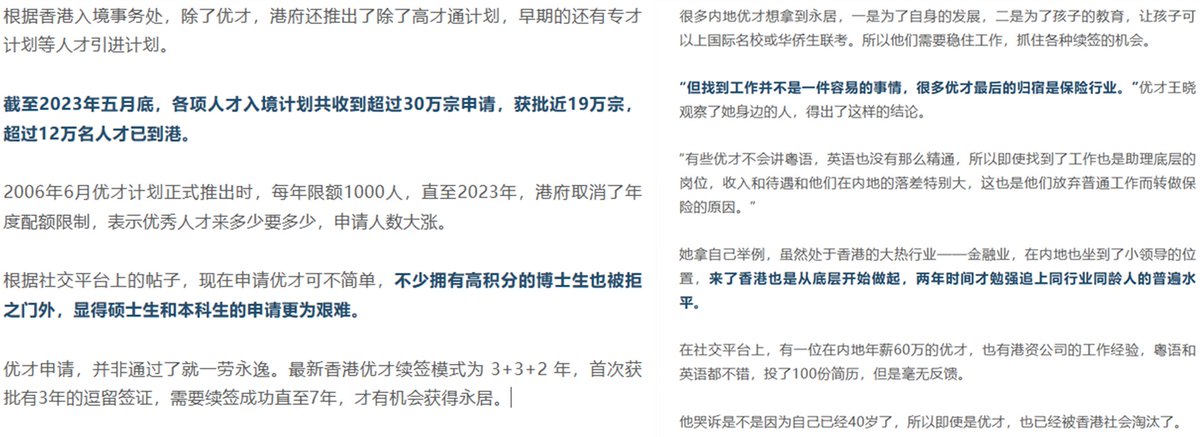 根据香港入境事务处，除了优才，港府还推出了除了高才通计划，早期的还有专才
计划等人才引进计划。
截至2023年五月底，各项人才入境计划共收到超过30万宗申请，获批近19万宗，
超过12万名人才已到港。
2006年6月优才计划正式推出时，每年限额1000人，直至2023年，港府取消了年
度配额限制，表示优秀人才来多少要多少，申请人数大涨。
根据社交平台上的帖子，现在申请优才可不简单，不少拥有高积分的博士生也被拒
之门外，显得硕士生和本科生的申请更为艰难。
优才申请，并非通过了就一劳永逸。最新香港优才续签模式为 3+3+2 年，首次获
批有3年的逗留签证，需要续签成功直至7年，才有机会获得永居。
很多内地优才想拿到永居，一是为了自身的发展，二是为了孩子的教育，让孩子可
以上国际名校或华侨生联考。所以他们需要稳住工作，抓住各种续签的机会。
“但找到工作并不是一件容易的事情，很多优才最后的归宿是保险行业。”优才王晓
观察了她身边的人，得出了这样的结论。
“有些优才不会讲粤语，英语也没有那么精通，所以即使找到了工作也是助理底层的
岗位，收入和待遇和他们在内地的落差特别大，这也是他们放弃普通工作而转做保
险的原因。”
她拿自己举例，虽然处于香港的大热行业——金融业，在内地也坐到了小领导的位
置，来了香港也是从底层开始做起，两年时间才勉强追上同行业同龄人的普遍水
平。
在社交平台上，有一位在内地年薪60万的优才，也有港资公司的工作经验，粤语和
英语都不错，投了100份简历，但是毫无反馈。
他哭诉是不是因为自己已经40岁了，所以即使是优才，也已经被香港社会淘汰了。